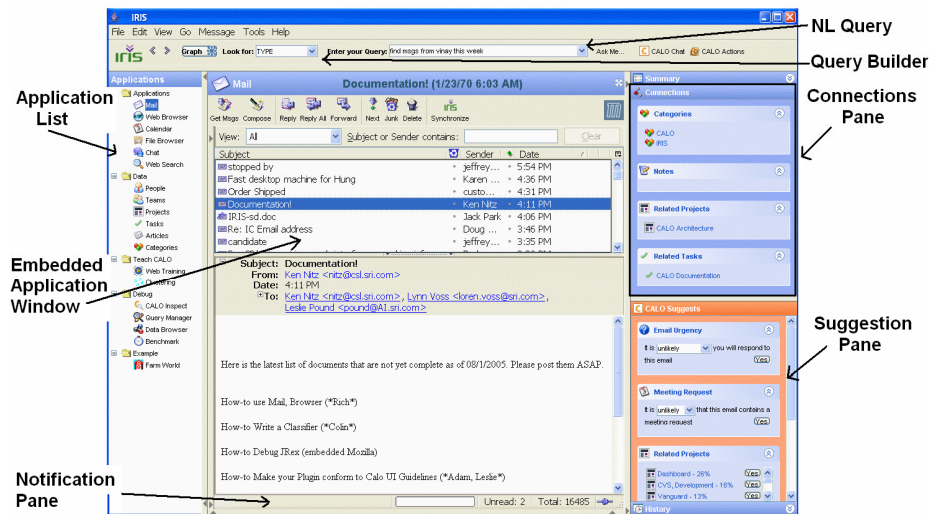 IRIS
File Edit View Go Message Tools Help
iris Graph Look for: TYPE Enter your Query: find msgs from vinay this week Ask Me... CALO Chat CALO Actions
NL Query
Query Builder
Connections
Pane
Suggestion
Pane
Application
List
Embedded
Application
Window
Notification
Pane
Applications
Applications
Mail
Web Browser
Calendar
File Browser
Chat
Web Search
Data
People
Teams
Projects
Tasks
Articles
Categories
Teach CALO
Web Training
Clustering
Debug
CALO Inspect
Query Manager
Data Browser
Benchmark
Example
Farm World
Mail Documentation! (1/23/70 6:03 AM)
Get Msgs Compose Reply Reply All Forward Next Junk Delete Synchronize
iris
View: All Subject or Sender contains: Clear
Subject Sender Date
stopped by jeffrey... 5:54 PM
Fast desktop machine for Hung Karen ... 4:36 PM
Order Shipped custo... 4:31 PM
Documentation! Ken Nitz 4:11 PM
IRIS-sd.doc Jack Park 4:06 PM
Re: IC Email address Doug ... 3:46 PM
candidate jeffrey... 3:35 PM
Subject: Documentation!
From: Ken Nitz <nitz@csl.sri.com>
Date: 4:11 PM
To: Ken Nitz <nitz@csl.sri.com>, Lynn Voss <loren.voss@sri.com>,
Leslie Pound <pound@AI.sri.com>
Here is the latest list of documents that are not yet complete as of 08/1/2005. Please post them ASAP.
How-to use Mail, Browser (*Rich*)
How-to Write a Classifier (*Colin*)
How-to Debug JRex (embedded Mozilla)
How-to Make your Plugin conform to Calo UI Guidelines (*Adam, Leslie*)
Unread: 2 Total: 16485
Summary
Connections
Categories
CALO
IRIS
Notes
Related Projects
CALO Architecture
Related Tasks
CALO Documentation
CALO Suggests
Email Urgency
It is unlikely you will respond to
this email Yes
Meeting Request
It is unlikely that this email contains a
meeting request Yes
Related Projects
Dashboard - 26% Yes
CVS, Development - 16% Yes
Vanguard - 13% Yes
History